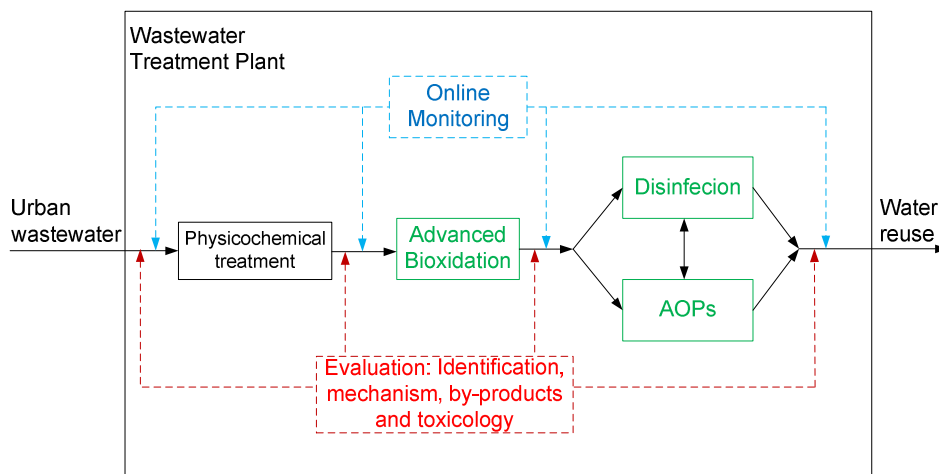 Wastewater
Treatment Plant
Online
Monitoring
Urban
wastewater
Physicochemical
treatment
Advanced
Bioxidation
Disinfecion
AOPs
Water
reuse
Evaluation: Identification,
mechanism, by-products
and toxicology